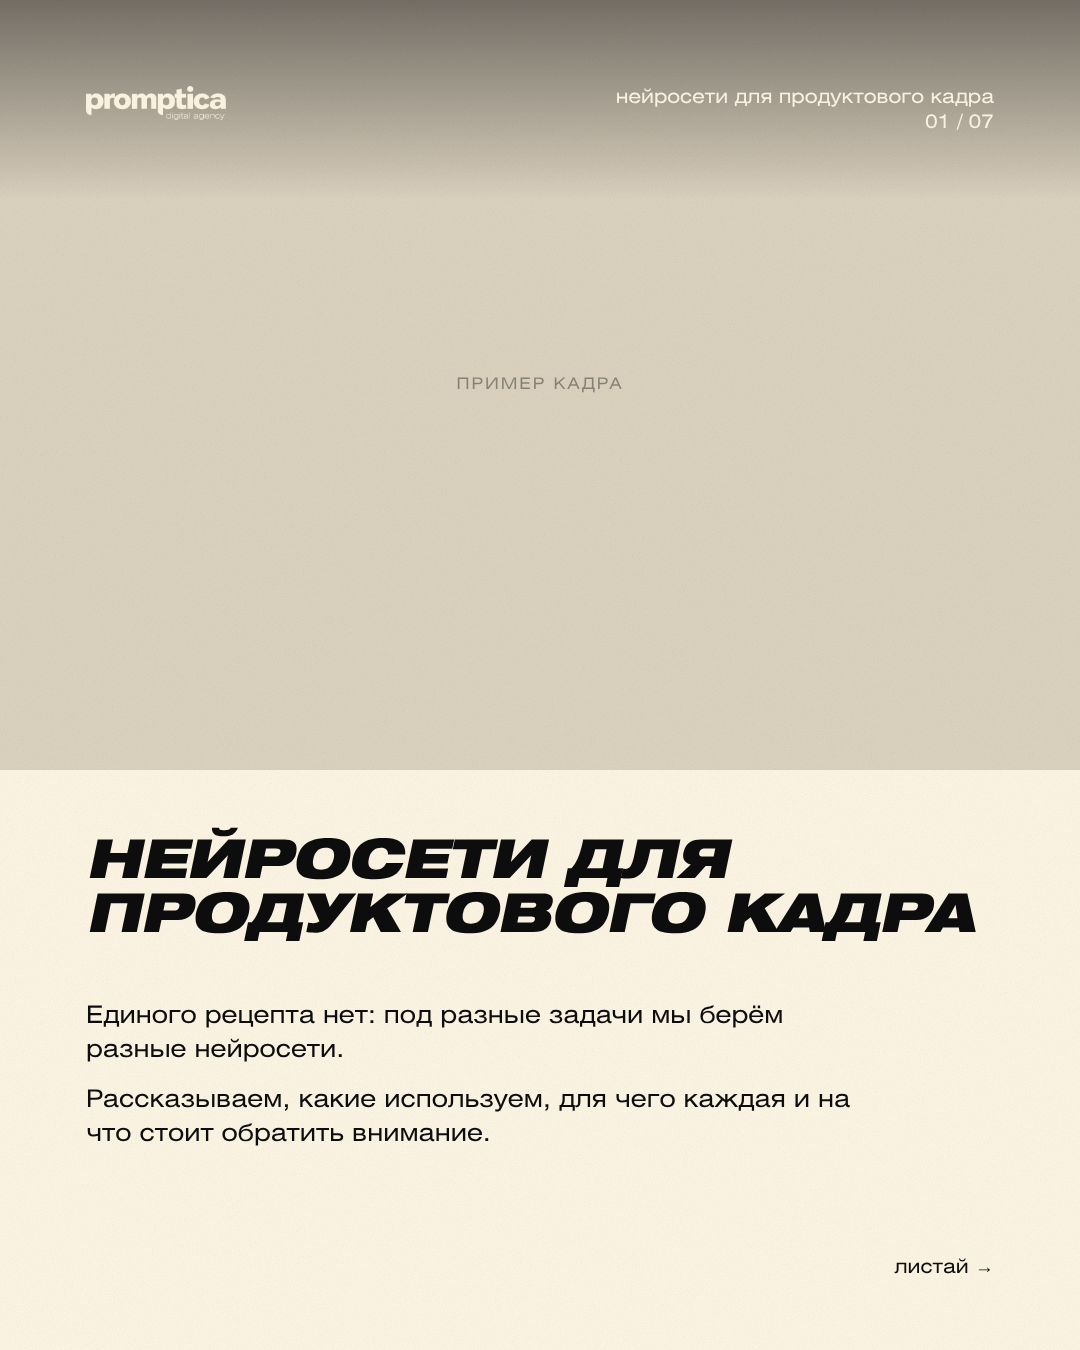 promptica
digital agency
нейросети для продуктового кадра
01 / 07
ПРИМЕР КАДРА
НЕЙРОСЕТИ ДЛЯ
ПРОДУКТОВОГО КАДРА
Единого рецепта нет: под разные задачи мы берём
разные нейросети.
Рассказываем, какие используем, для чего каждая и на
что стоит обратить внимание.
листай →